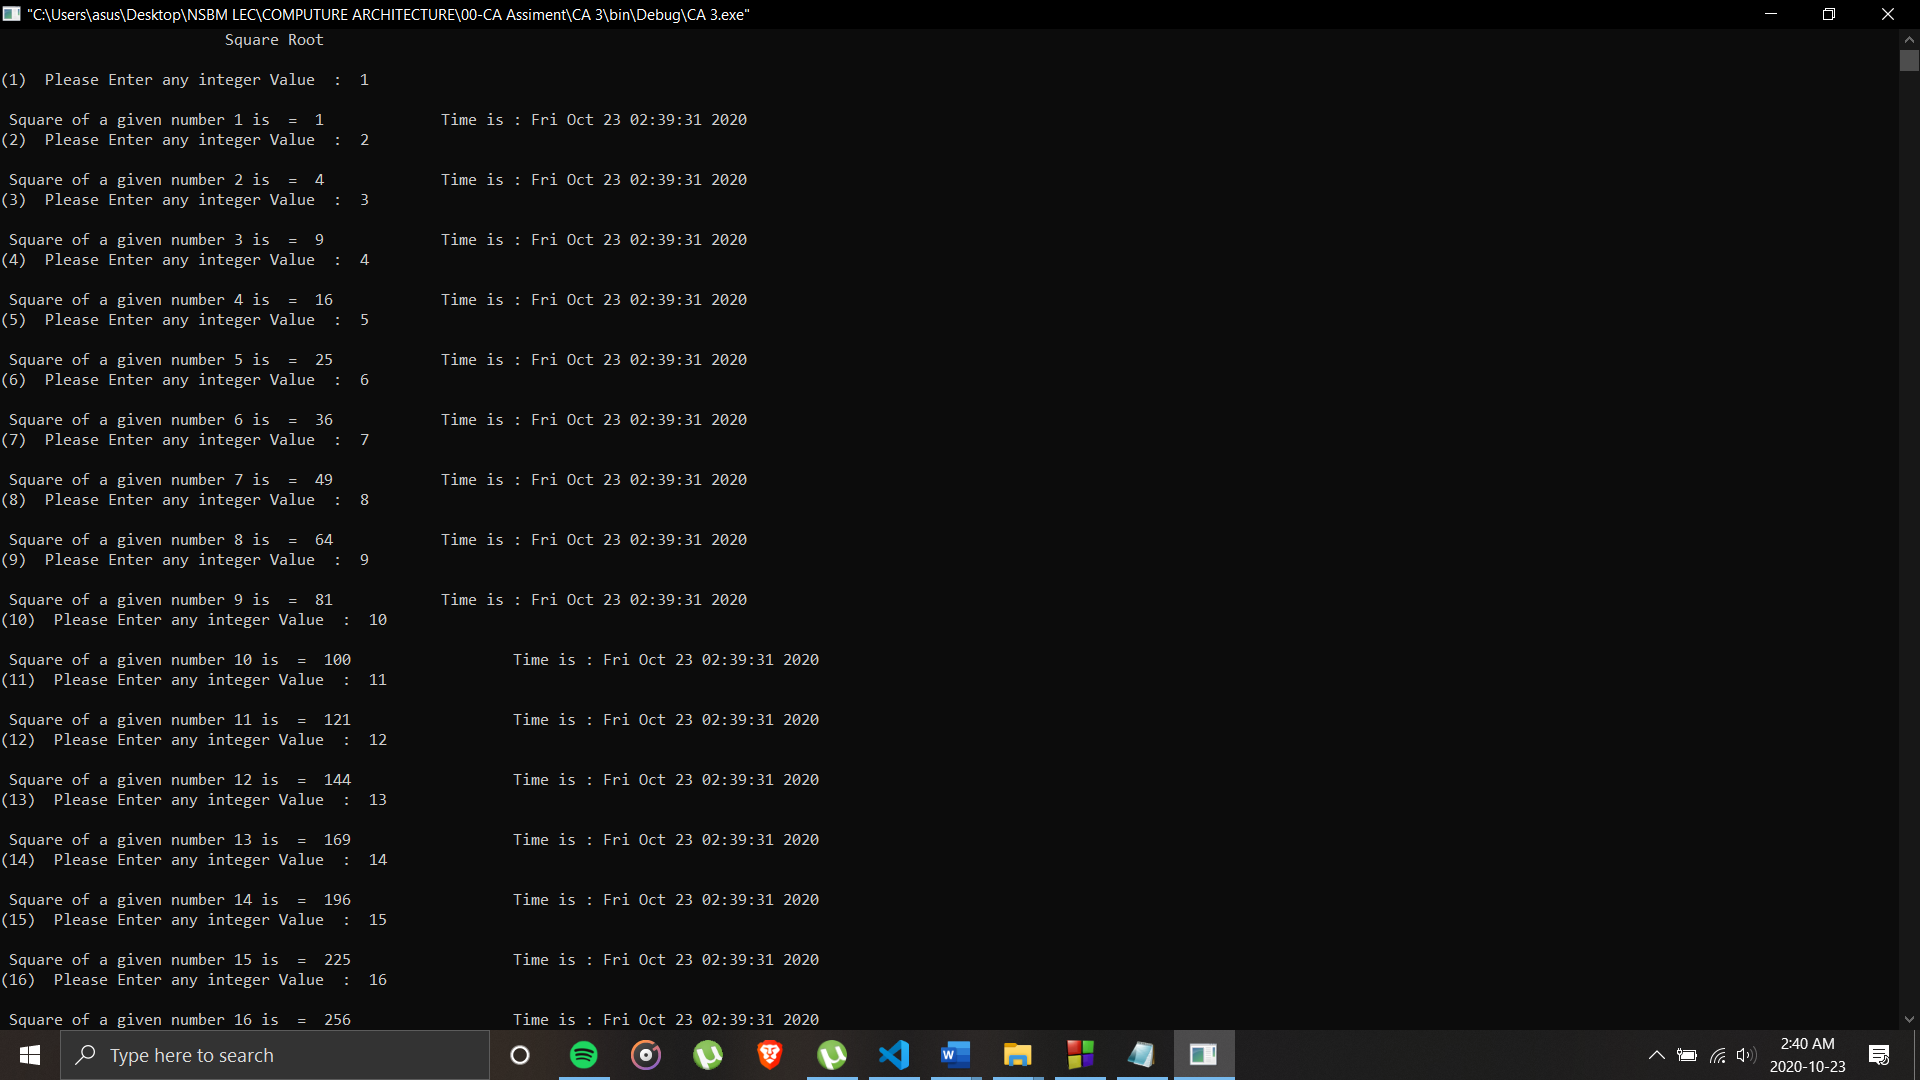 "C:\Users\asus\Desktop\NSBM LEC\COMPUTURE ARCHITECTURE\00-CA Assiment\CA 3\bin\Debug\CA 3.exe"
Square Root
(1)  Please Enter any integer Value  :  1
Square of a given number 1 is  =  1             Time is : Fri Oct 23 02:39:31 2020
(2)  Please Enter any integer Value  :  2
Square of a given number 2 is  =  4             Time is : Fri Oct 23 02:39:31 2020
(3)  Please Enter any integer Value  :  3
Square of a given number 3 is  =  9             Time is : Fri Oct 23 02:39:31 2020
(4)  Please Enter any integer Value  :  4
Square of a given number 4 is  =  16            Time is : Fri Oct 23 02:39:31 2020
(5)  Please Enter any integer Value  :  5
Square of a given number 5 is  =  25            Time is : Fri Oct 23 02:39:31 2020
(6)  Please Enter any integer Value  :  6
Square of a given number 6 is  =  36            Time is : Fri Oct 23 02:39:31 2020
(7)  Please Enter any integer Value  :  7
Square of a given number 7 is  =  49            Time is : Fri Oct 23 02:39:31 2020
(8)  Please Enter any integer Value  :  8
Square of a given number 8 is  =  64            Time is : Fri Oct 23 02:39:31 2020
(9)  Please Enter any integer Value  :  9
Square of a given number 9 is  =  81            Time is : Fri Oct 23 02:39:31 2020
(10)  Please Enter any integer Value  :  10
Square of a given number 10 is  =  100                  Time is : Fri Oct 23 02:39:31 2020
(11)  Please Enter any integer Value  :  11
Square of a given number 11 is  =  121                  Time is : Fri Oct 23 02:39:31 2020
(12)  Please Enter any integer Value  :  12
Square of a given number 12 is  =  144                  Time is : Fri Oct 23 02:39:31 2020
(13)  Please Enter any integer Value  :  13
Square of a given number 13 is  =  169                  Time is : Fri Oct 23 02:39:31 2020
(14)  Please Enter any integer Value  :  14
Square of a given number 14 is  =  196                  Time is : Fri Oct 23 02:39:31 2020
(15)  Please Enter any integer Value  :  15
Square of a given number 15 is  =  225                  Time is : Fri Oct 23 02:39:31 2020
(16)  Please Enter any integer Value  :  16
Square of a given number 16 is  =  256                  Time is : Fri Oct 23 02:39:31 2020
Type here to search
2:40 AM
2020-10-23